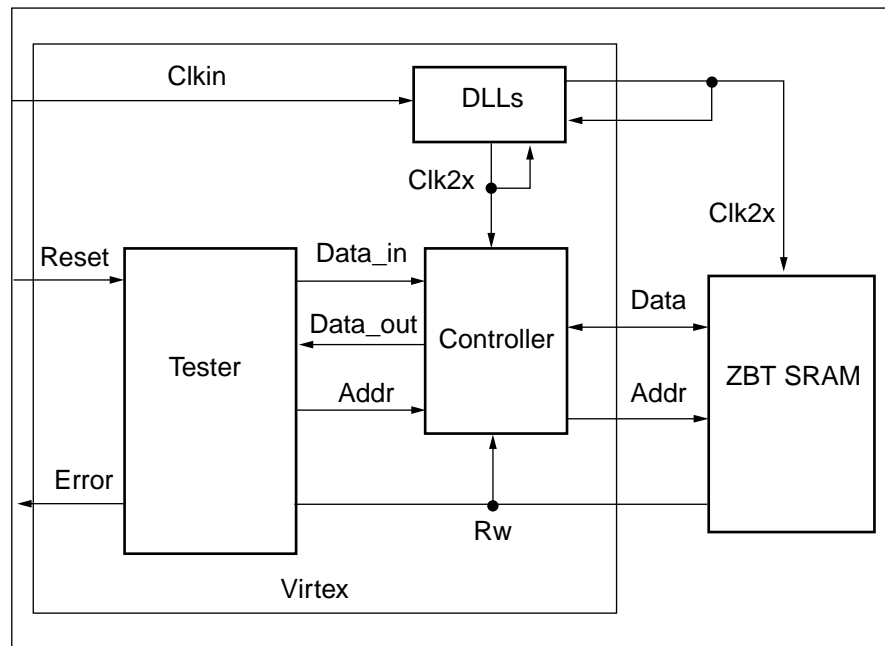 Clkin
DLLs
Clk2x
Clk2x
Reset
Data_in
Data
Data_out
Controller
Tester
ZBT SRAM
Addr
Addr
Error
Rw
Virtex